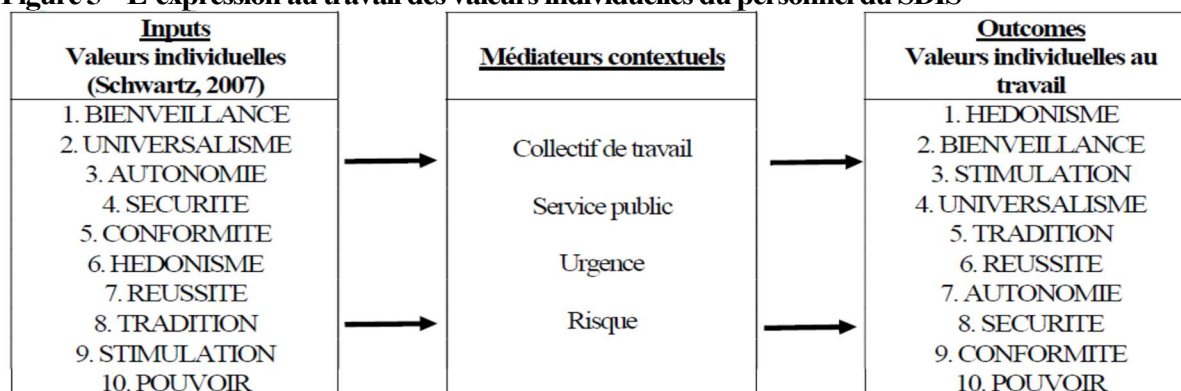 Figure 3 – L'expression au travail des valeurs individuelles du personnel du SDIS
Inputs
Valeurs individuelles
(Schwartz, 2007)
1. BIENVEILLANCE
2. UNIVERSALISME
3. AUTONOMIE
4. SECURITE
5. CONFORMITE
6. HEDONISME
7. REUSSITE
8. TRADITION
9. STIMULATION
10. POUVOIR
Médiateurs contextuels
Collectif de travail
Service public
Urgence
Risque
Outcomes
Valeurs individuelles au
travail
1. HEDONISME
2. BIENVEILLANCE
3. STIMULATION
4. UNIVERSALISME
5. TRADITION
6. REUSSITE
7. AUTONOMIE
8. SECURITE
9. CONFORMITE
10. POUVOIR